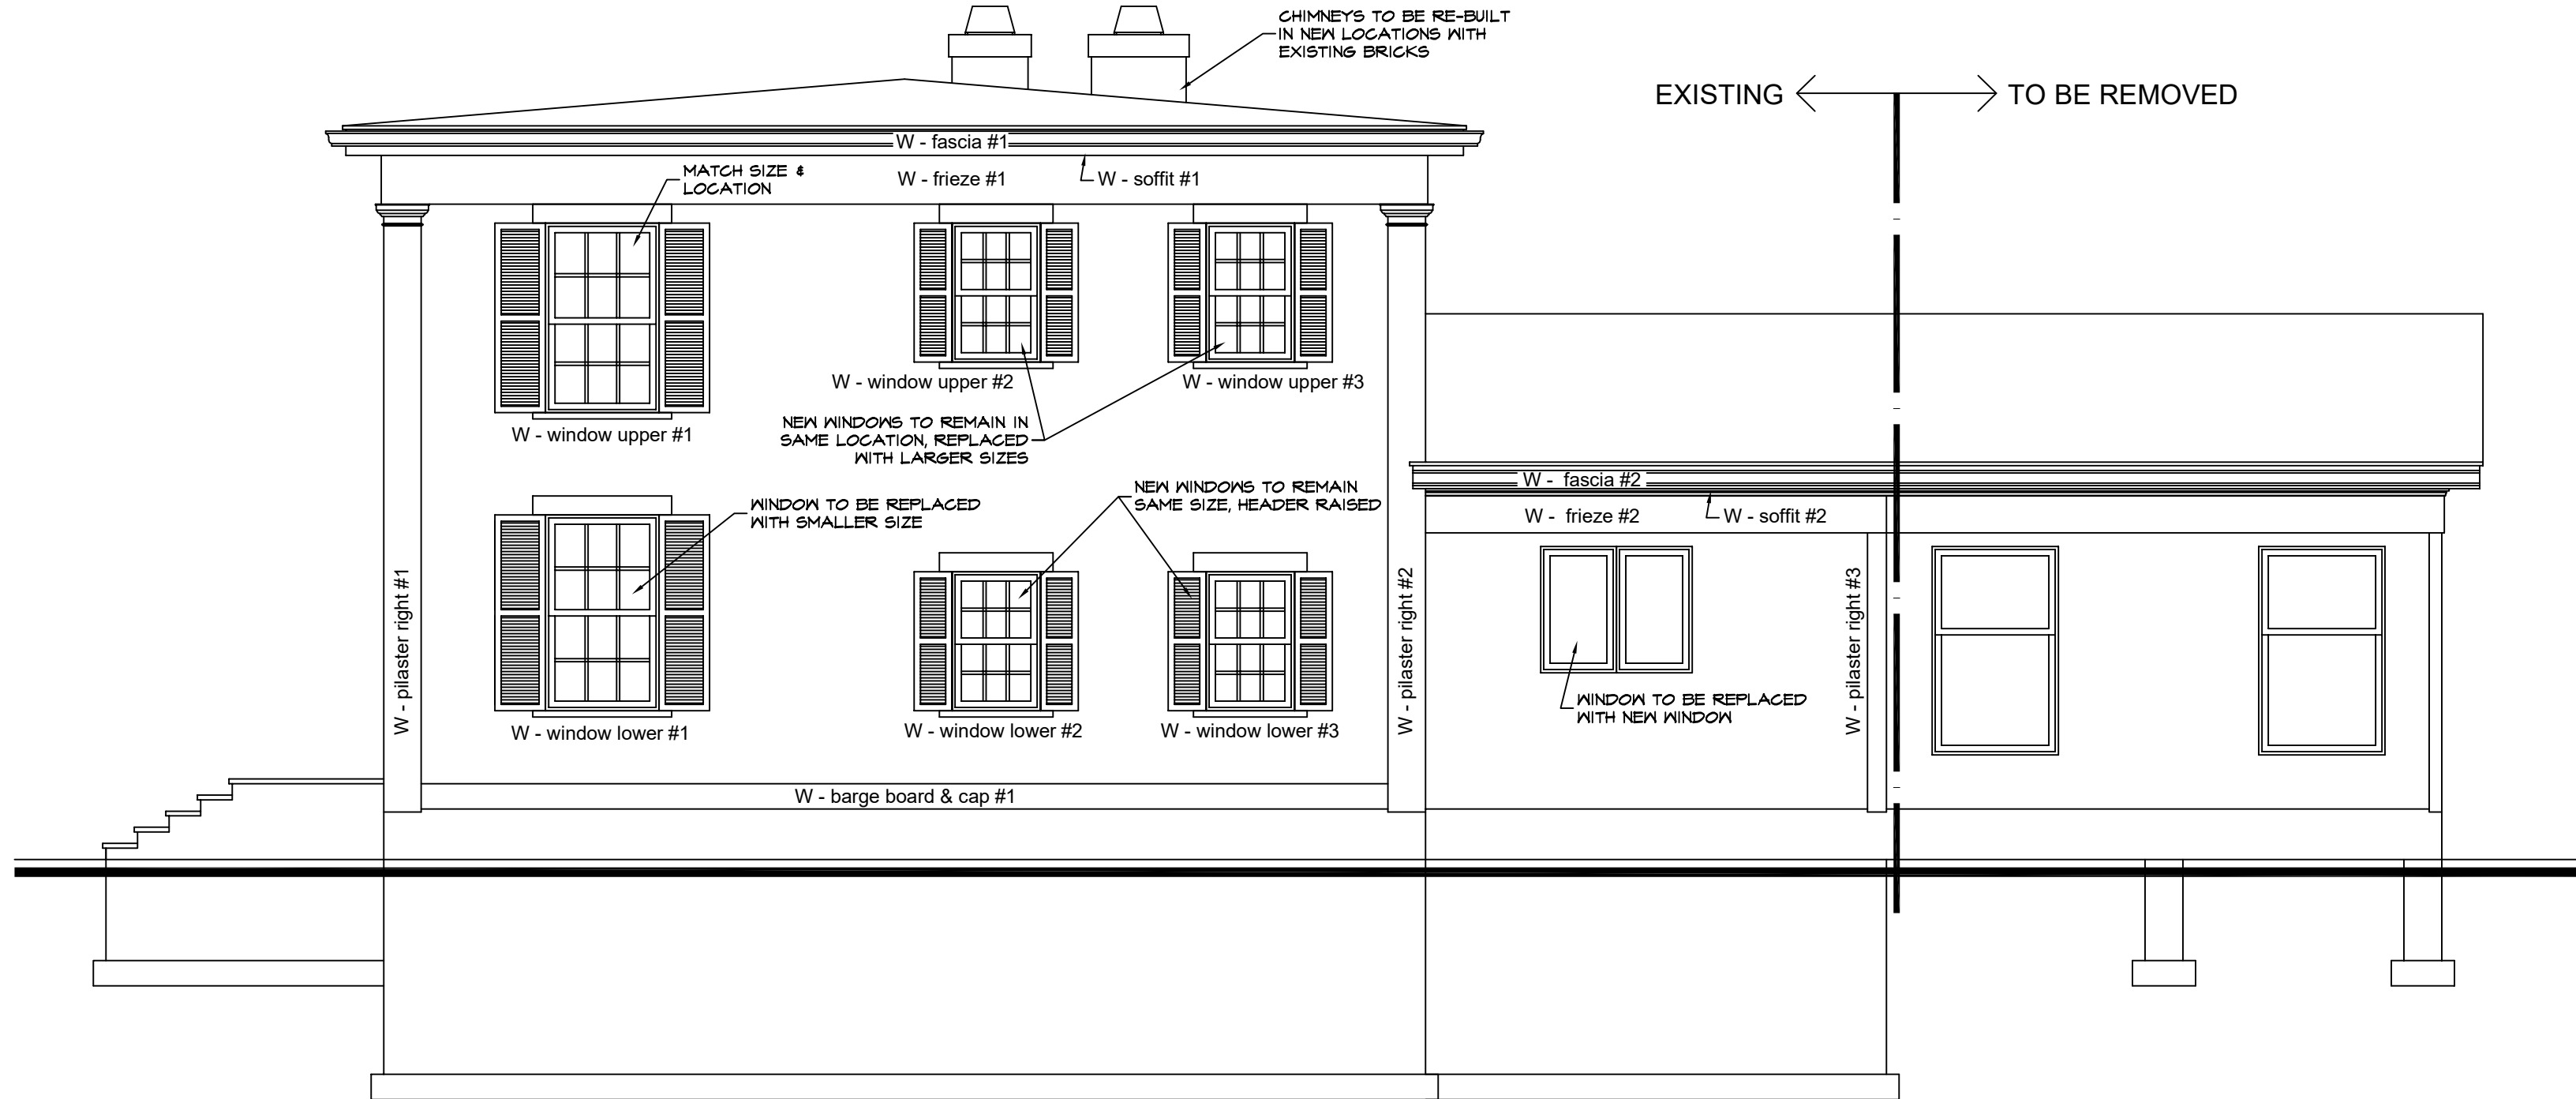 CHIMNEYS TO BE RE-BUILT
IN NEW LOCATIONS WITH
EXISTING BRICKS
EXISTING
TO BE REMOVED
W - fascia #1
W - frieze #1
W - soffit #1
MATCH SIZE &
LOCATION
W - window upper #1
W - window upper #2
W - window upper #3
NEW WINDOWS TO REMAIN IN
SAME LOCATION, REPLACED
WITH LARGER SIZES
WINDOW TO BE REPLACED
WITH SMALLER SIZE
NEW WINDOWS TO REMAIN
SAME SIZE, HEADER RAISED
W - fascia #2
W - frieze #2
W - soffit #2
W - pilaster right #1
W - pilaster right #2
W - pilaster right #3
WINDOW TO BE REPLACED
WITH NEW WINDOW
W - window lower #1
W - window lower #2
W - window lower #3
W - barge board & cap #1